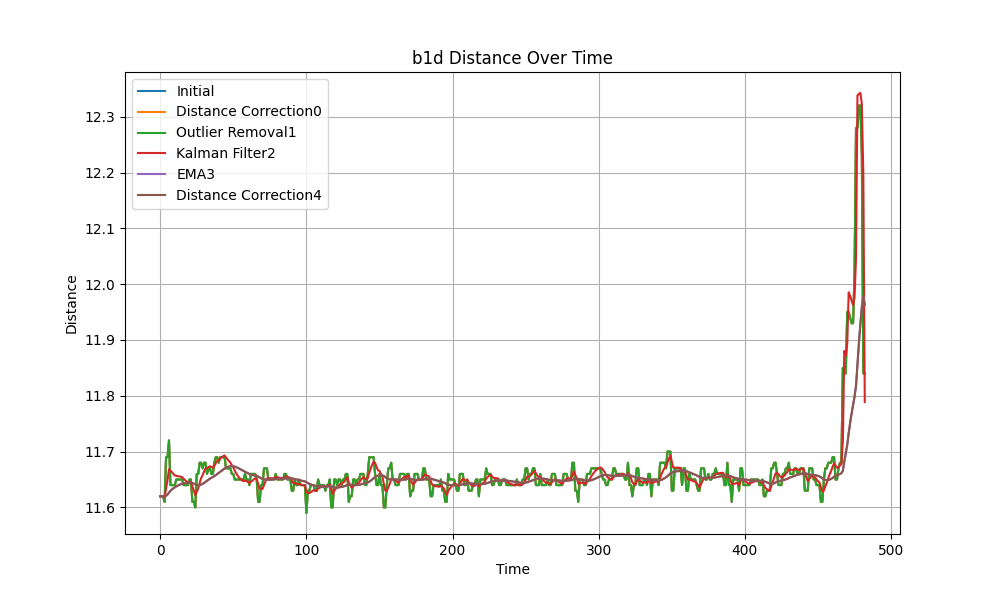 b1d Distance Over Time
Initial
Distance Correction0
Outlier Removal1
Kalman Filter2
EMA3
Distance Correction4
12.3
12.2
12.1
12.0
11.9
11.8
11.7
11.6
Distance
0 100 200 300 400 500
Time